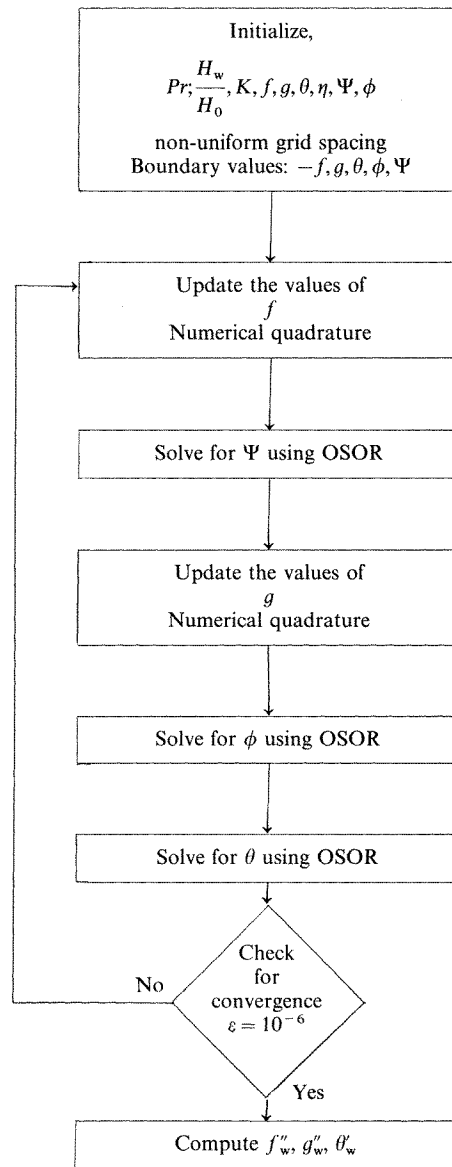 Initialize,
Pr; H_w/H_0, K, f, g, θ, η, Ψ, ϕ
non-uniform grid spacing
Boundary values: −f, g, θ, ϕ, Ψ
Update the values of
f
Numerical quadrature
Solve for Ψ using OSOR
Update the values of
g
Numerical quadrature
Solve for ϕ using OSOR
Solve for θ using OSOR
Check
for
convergence
ε = 10⁻⁶
No
Yes
Compute f″_w, g″_w, θ′_w